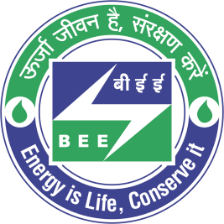 ऊर्जा जीवन है, संरक्षण करें
बी ई ई
BEE
Energy is Life, Conserve it